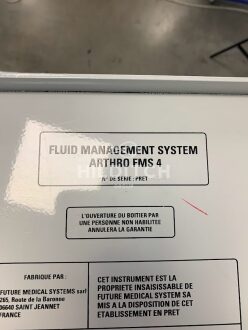 FLUID MANAGEMENT SYSTEM
ARTHRO FMS 4
N° DE SERIE : PRET
HILDITCH
GROUP
L'OUVERTURE DU BOITIER PAR
UNE PERSONNE NON HABILITEE
ANNULERA LA GARANTIE
FABRIQUE PAR :
FUTURE MEDICAL SYSTEMS sarl
265, Route de la Baronne
06640 SAINT JEANNET
FRANCE
CET INSTRUMENT EST LA
PROPRIETE INSAISISSABLE DE
FUTURE MEDICAL SYSTEM SA
MIS A LA DISPOSITION DE
CET ETABLISSEMENT EN
PRET